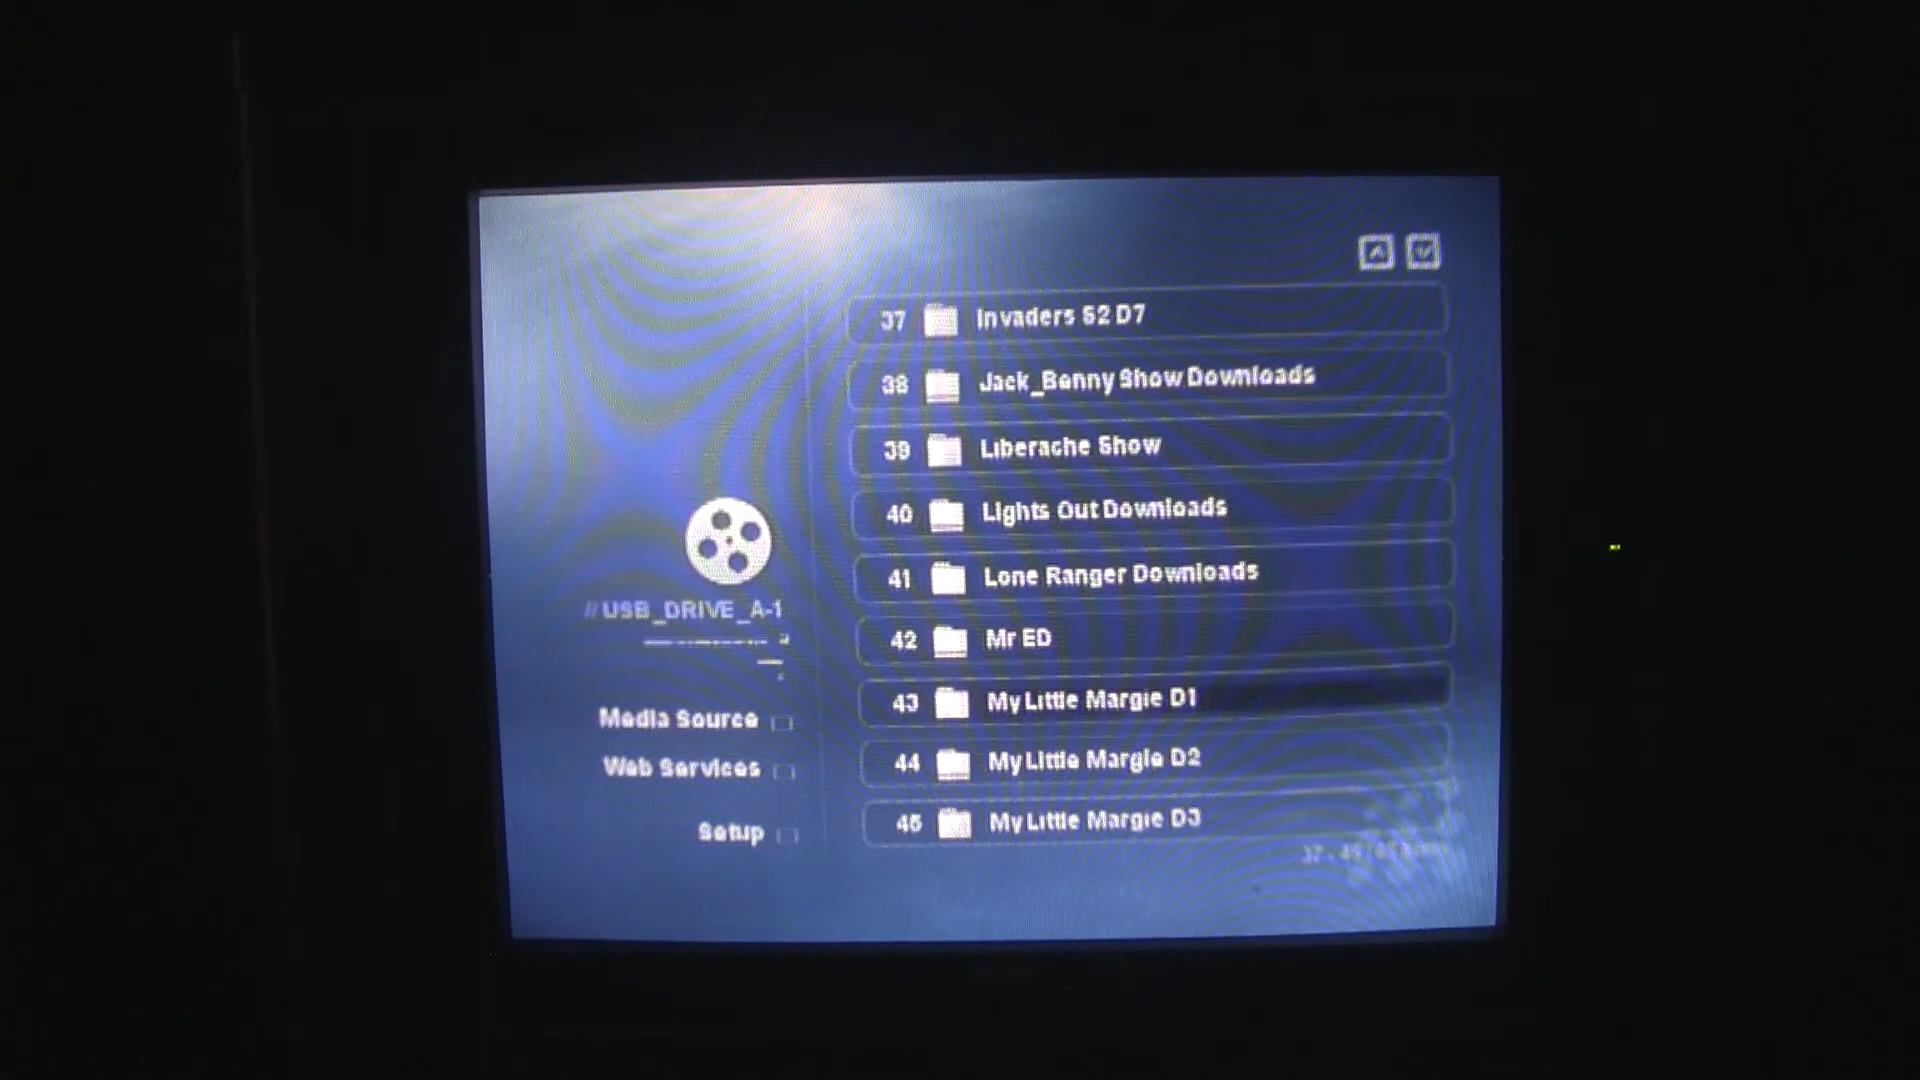 37 Invaders S2 D7
38 Jack_Benny Show Downloads
39 Liberache Show
40 Lights Out Downloads
41 Lone Ranger Downloads
42 Mr ED
43 My Little Margie D1
44 My Little Margie D2
45 My Little Margie D3
//USB_DRIVE_A-1
Media Source
Web Services
Setup